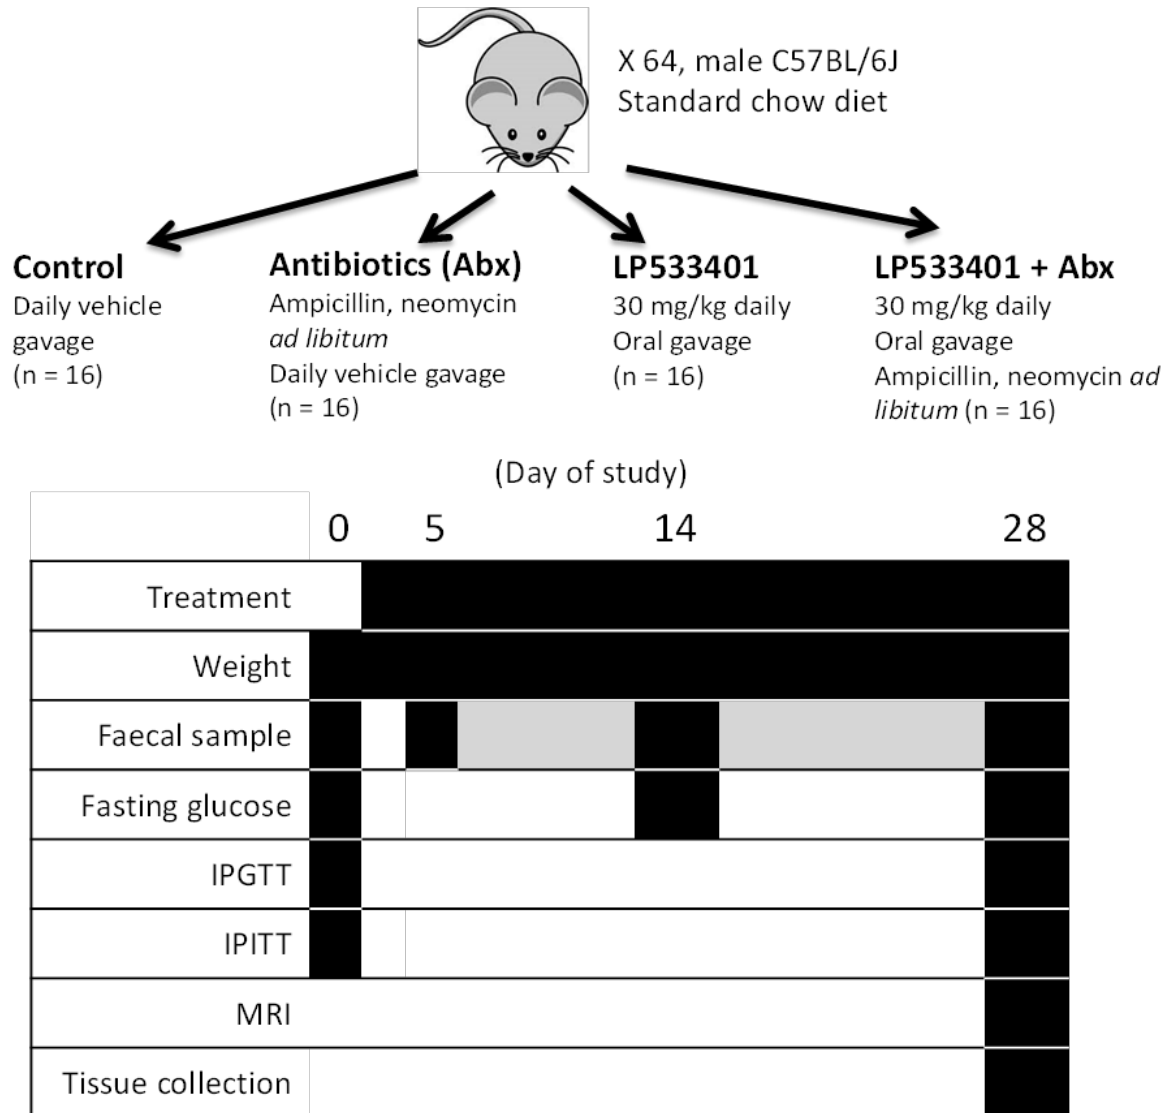 X 64, male C57BL/6J
Standard chow diet
Control
Daily vehicle
gavage
(n = 16)
Antibiotics (Abx)
Ampicillin, neomycin
ad libitum
Daily vehicle gavage
(n = 16)
LP533401
30 mg/kg daily
Oral gavage
(n = 16)
LP533401 + Abx
30 mg/kg daily
Oral gavage
Ampicillin, neomycin ad
libitum (n = 16)
(Day of study)
0 5 14 28
Treatment
Weight
Faecal sample
Fasting glucose
IPGTT
IPITT
MRI
Tissue collection